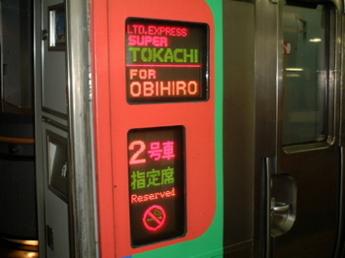 LTD.EXPRESS
SUPER
TOKACHI
FOR
OBIHIRO
2号車
指定席
Reserved